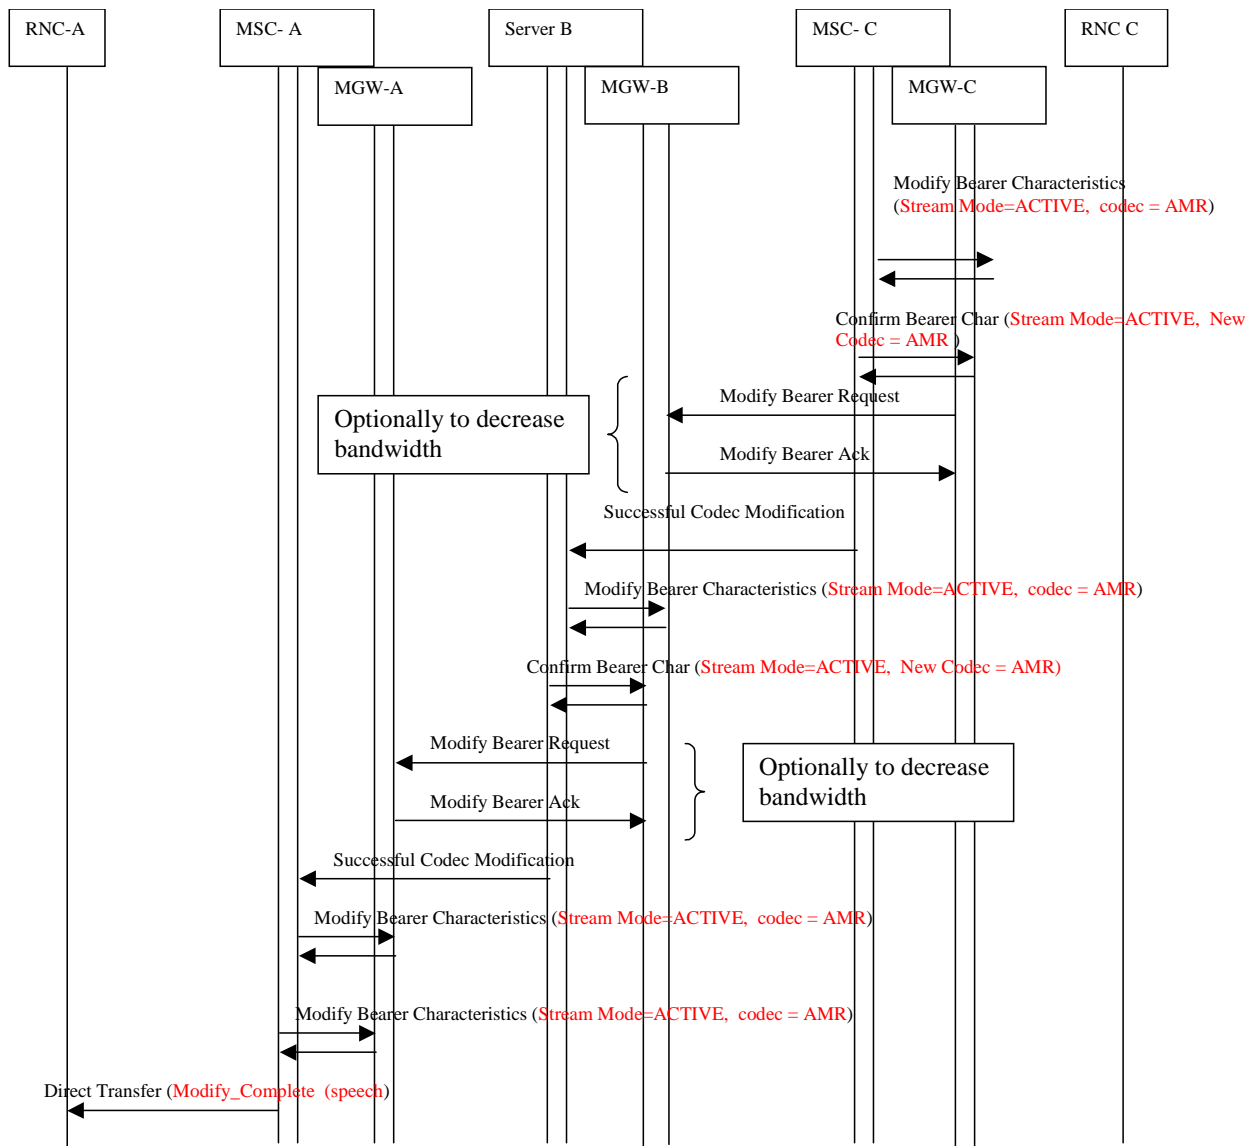 RNC-A
MSC- A
Server B
MSC- C
RNC C
MGW-A
MGW-B
MGW-C
Modify Bearer Characteristics
(Stream Mode=ACTIVE,  codec = AMR)
Confirm Bearer Char (Stream Mode=ACTIVE,  New
Codec = AMR )
Modify Bearer Request
Optionally to decrease
bandwidth
Modify Bearer Ack
Successful Codec Modification
Modify Bearer Characteristics (Stream Mode=ACTIVE,  codec = AMR)
Confirm Bearer Char (Stream Mode=ACTIVE,  New Codec = AMR)
Modify Bearer Request
Optionally to decrease
bandwidth
Modify Bearer Ack
Successful Codec Modification
Modify Bearer Characteristics (Stream Mode=ACTIVE,  codec = AMR)
Modify Bearer Characteristics (Stream Mode=ACTIVE,  codec = AMR)
Direct Transfer (Modify_Complete  (speech)